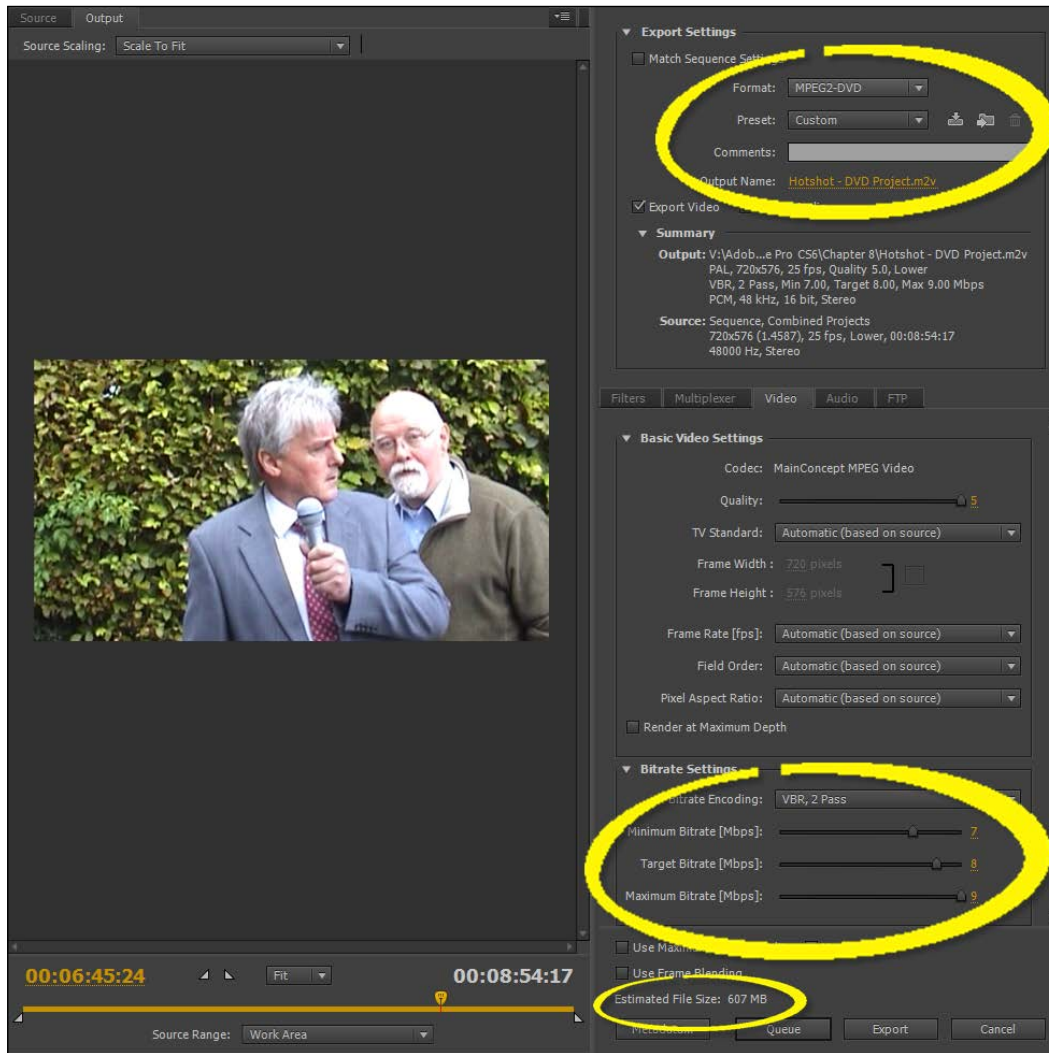 Source Output
Source Scaling: Scale To Fit
00:06:45:24 Fit 00:08:54:17
Source Range: Work Area
Export Settings
Match Sequence
Format: MPEG2-DVD
Preset: Custom
Comments:
Output Name: Hotshot - DVD Project.m2v
Export Video
Summary
Output: V:\Adob...e Pro CS6\Chapter 8\Hotshot - DVD Project.m2v
PAL, 720x576, 25 fps, Quality 5.0, Lower
VBR, 2 Pass, Min 7.00, Target 8.00, Max 9.00 Mbps
PCM, 48 kHz, 16 bit, Stereo
Source: Sequence, Combined Projects
720x576 (1.4587), 25 fps, Lower, 00:08:54:17
48000 Hz, Stereo
Filters Multiplexer Video Audio FTP
Basic Video Settings
Codec: MainConcept MPEG Video
Quality: 5
TV Standard: Automatic (based on source)
Frame Width : 720 pixels
Frame Height : 576 pixels
Frame Rate [fps]: Automatic (based on source)
Field Order: Automatic (based on source)
Pixel Aspect Ratio: Automatic (based on source)
Render at Maximum Depth
Bitrate Settings
Bitrate Encoding: VBR, 2 Pass
Minimum Bitrate [Mbps]: 7
Target Bitrate [Mbps]: 8
Maximum Bitrate [Mbps]: 9
Use
Use Frame Blending
Estimated File Size: 607 MB
Queue Export Cancel